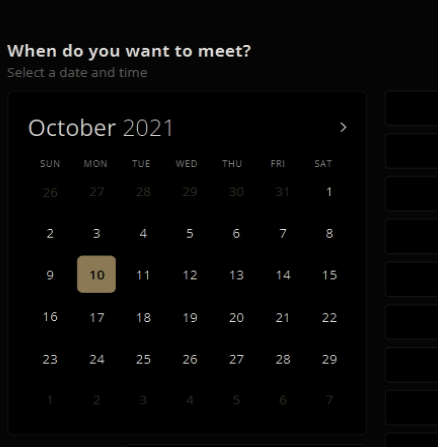 When do you want to meet?
Select a date and time
October 2021 >
SUN MON TUE WED THU FRI SAT
26 27 28 29 30 31 1
2 3 4 5 6 7 8
9 10 11 12 13 14 15
16 17 18 19 20 21 22
23 24 25 26 27 28 29
1 2 3 4 5 6 7